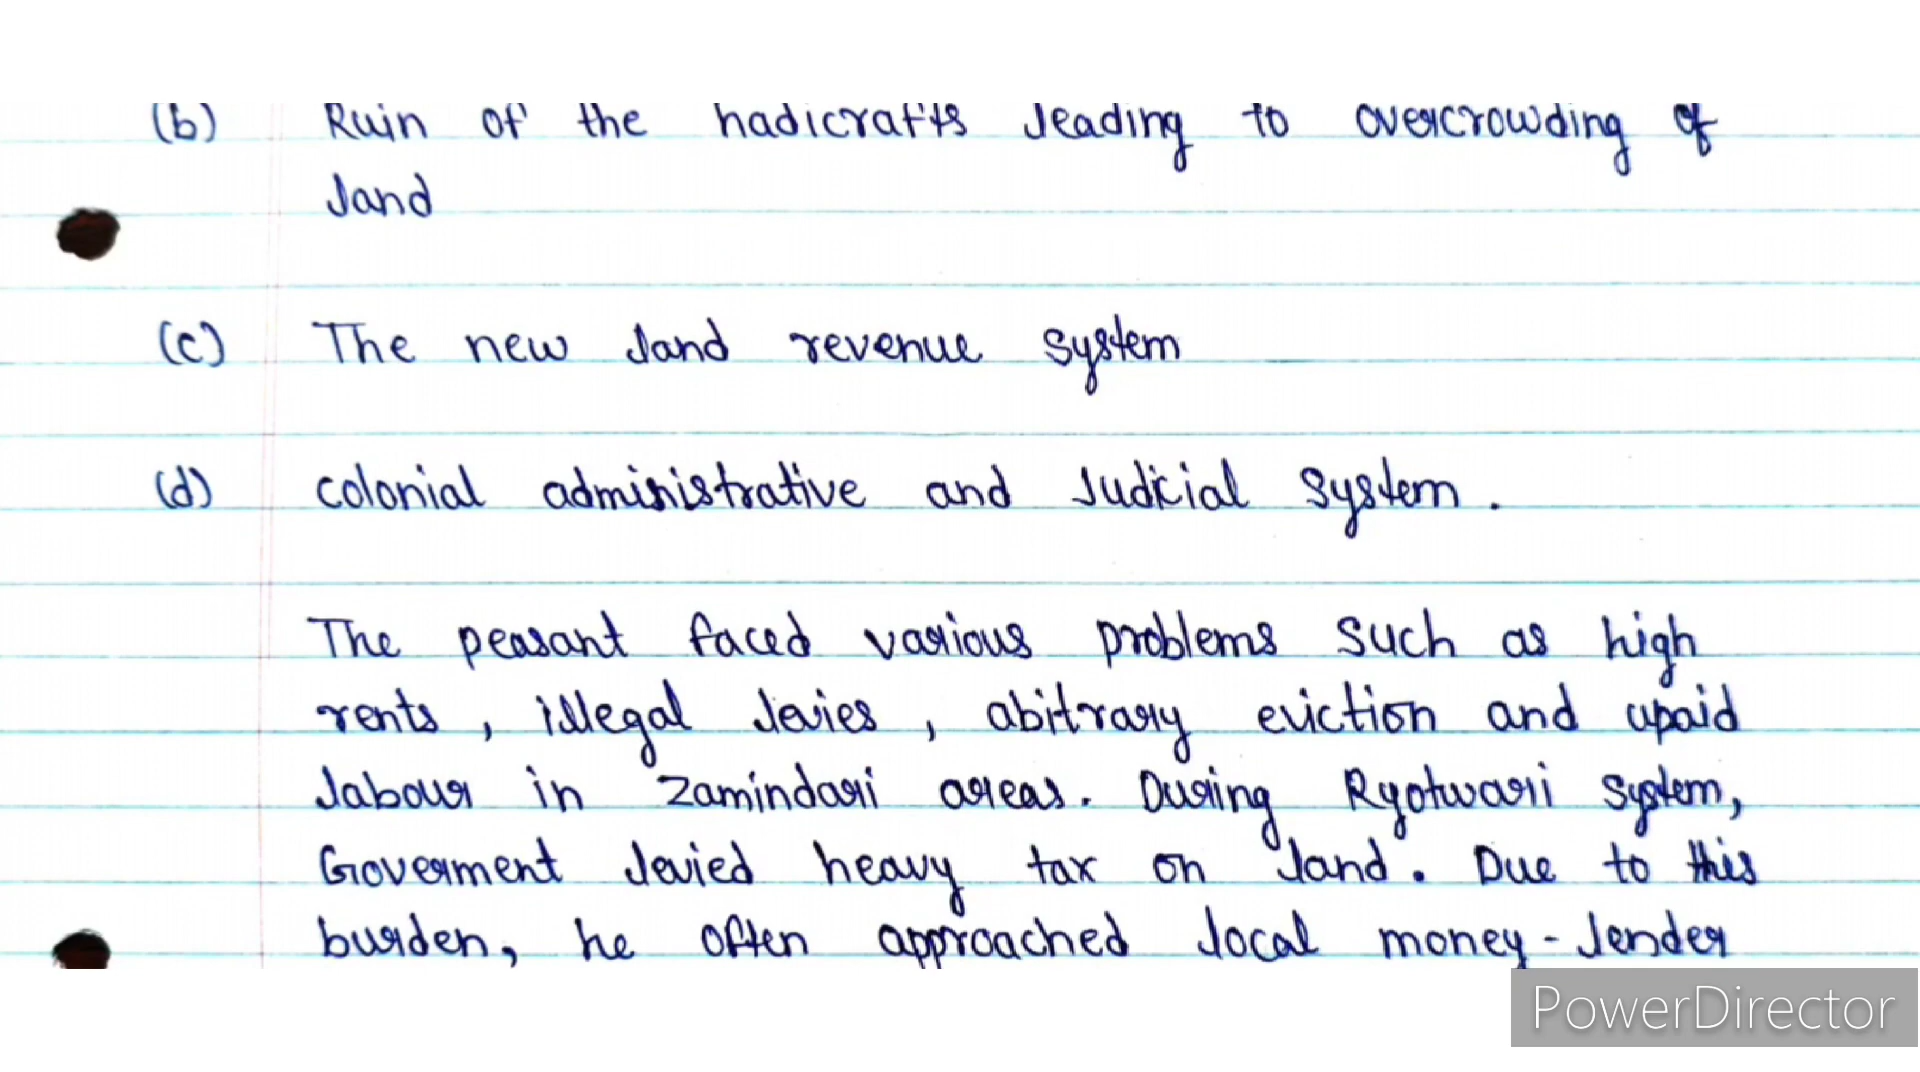 (b) Ruin of the hadicrafts leading to overcrowding of
land
(c) The new land revenue system
(d) colonial administrative and Judicial system.
The peasant faced various problems such as high
rents, illegal levies, abitrary eviction and upaid
labour in Zamindari areas. During Ryotwari system,
Goverment levied heavy tax on land. Due to this
burden, he often approached local money-lender
PowerDirector